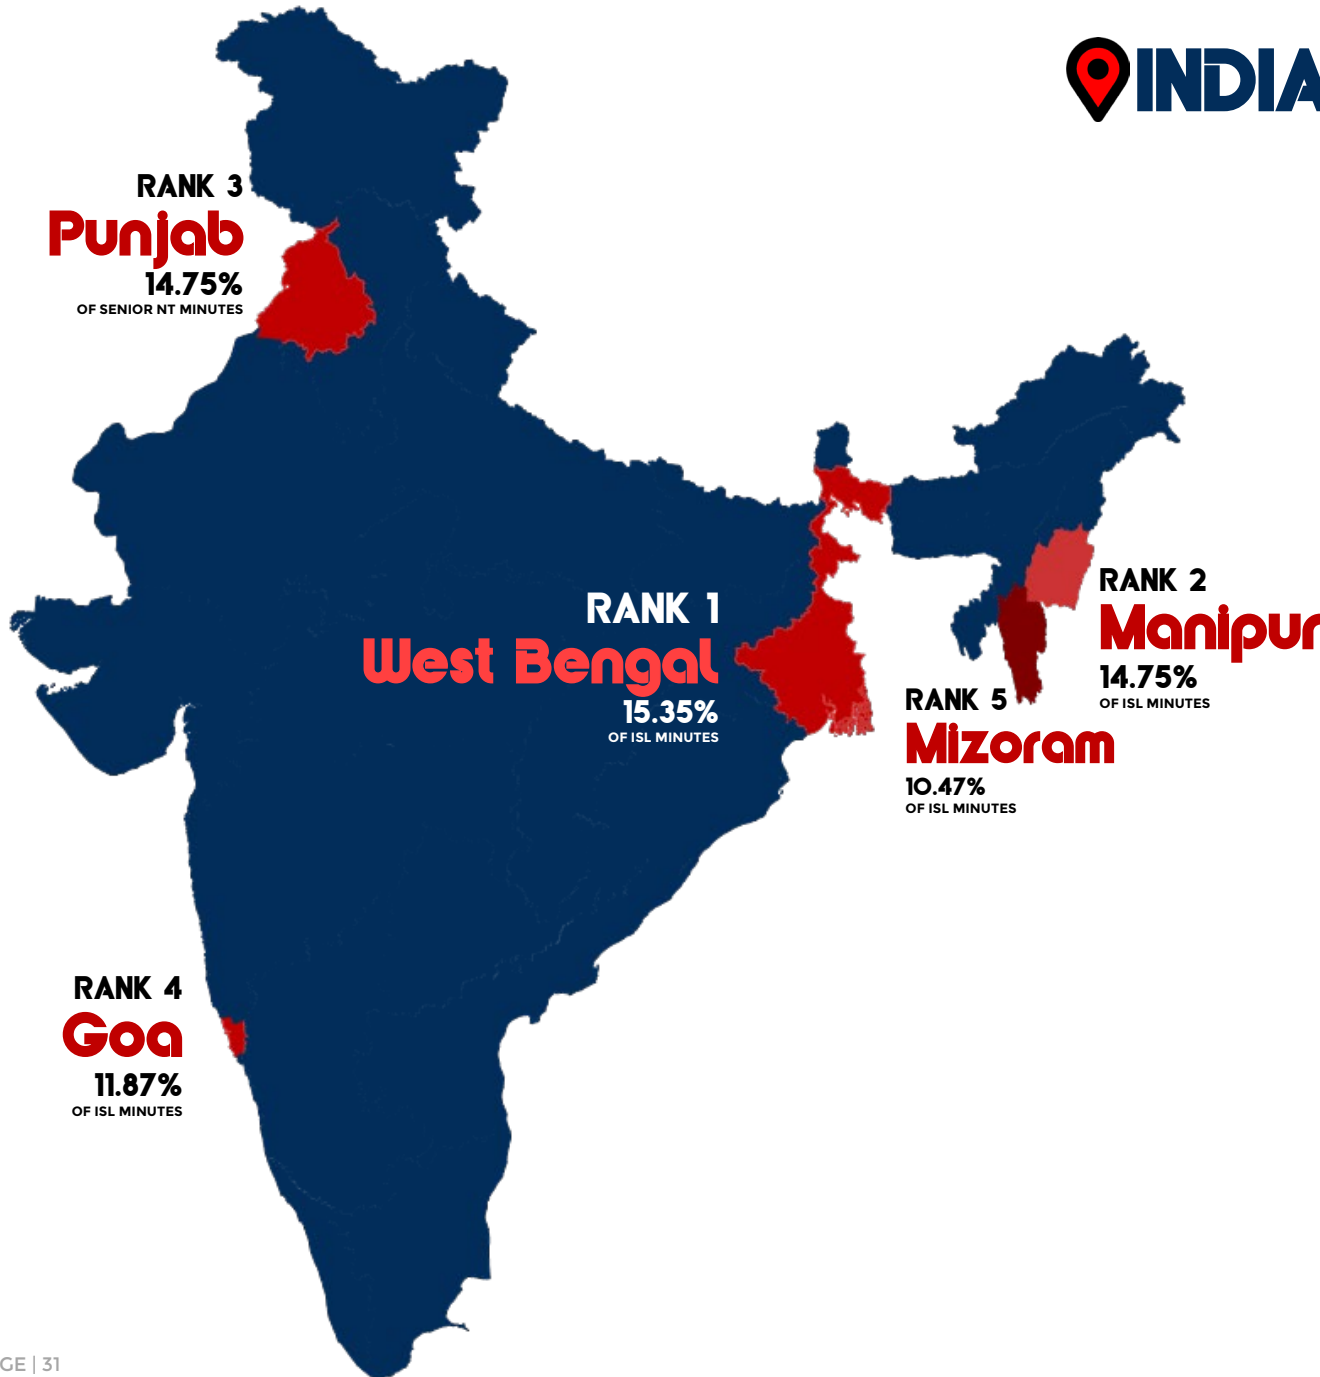 INDIA
RANK 3
Punjab
14.75%
OF SENIOR NT MINUTES
RANK 1
West Bengal
15.35%
OF ISL MINUTES
RANK 2
Manipur
14.75%
OF ISL MINUTES
RANK 5
Mizoram
10.47%
OF ISL MINUTES
RANK 4
Goa
11.87%
OF ISL MINUTES
GE | 31